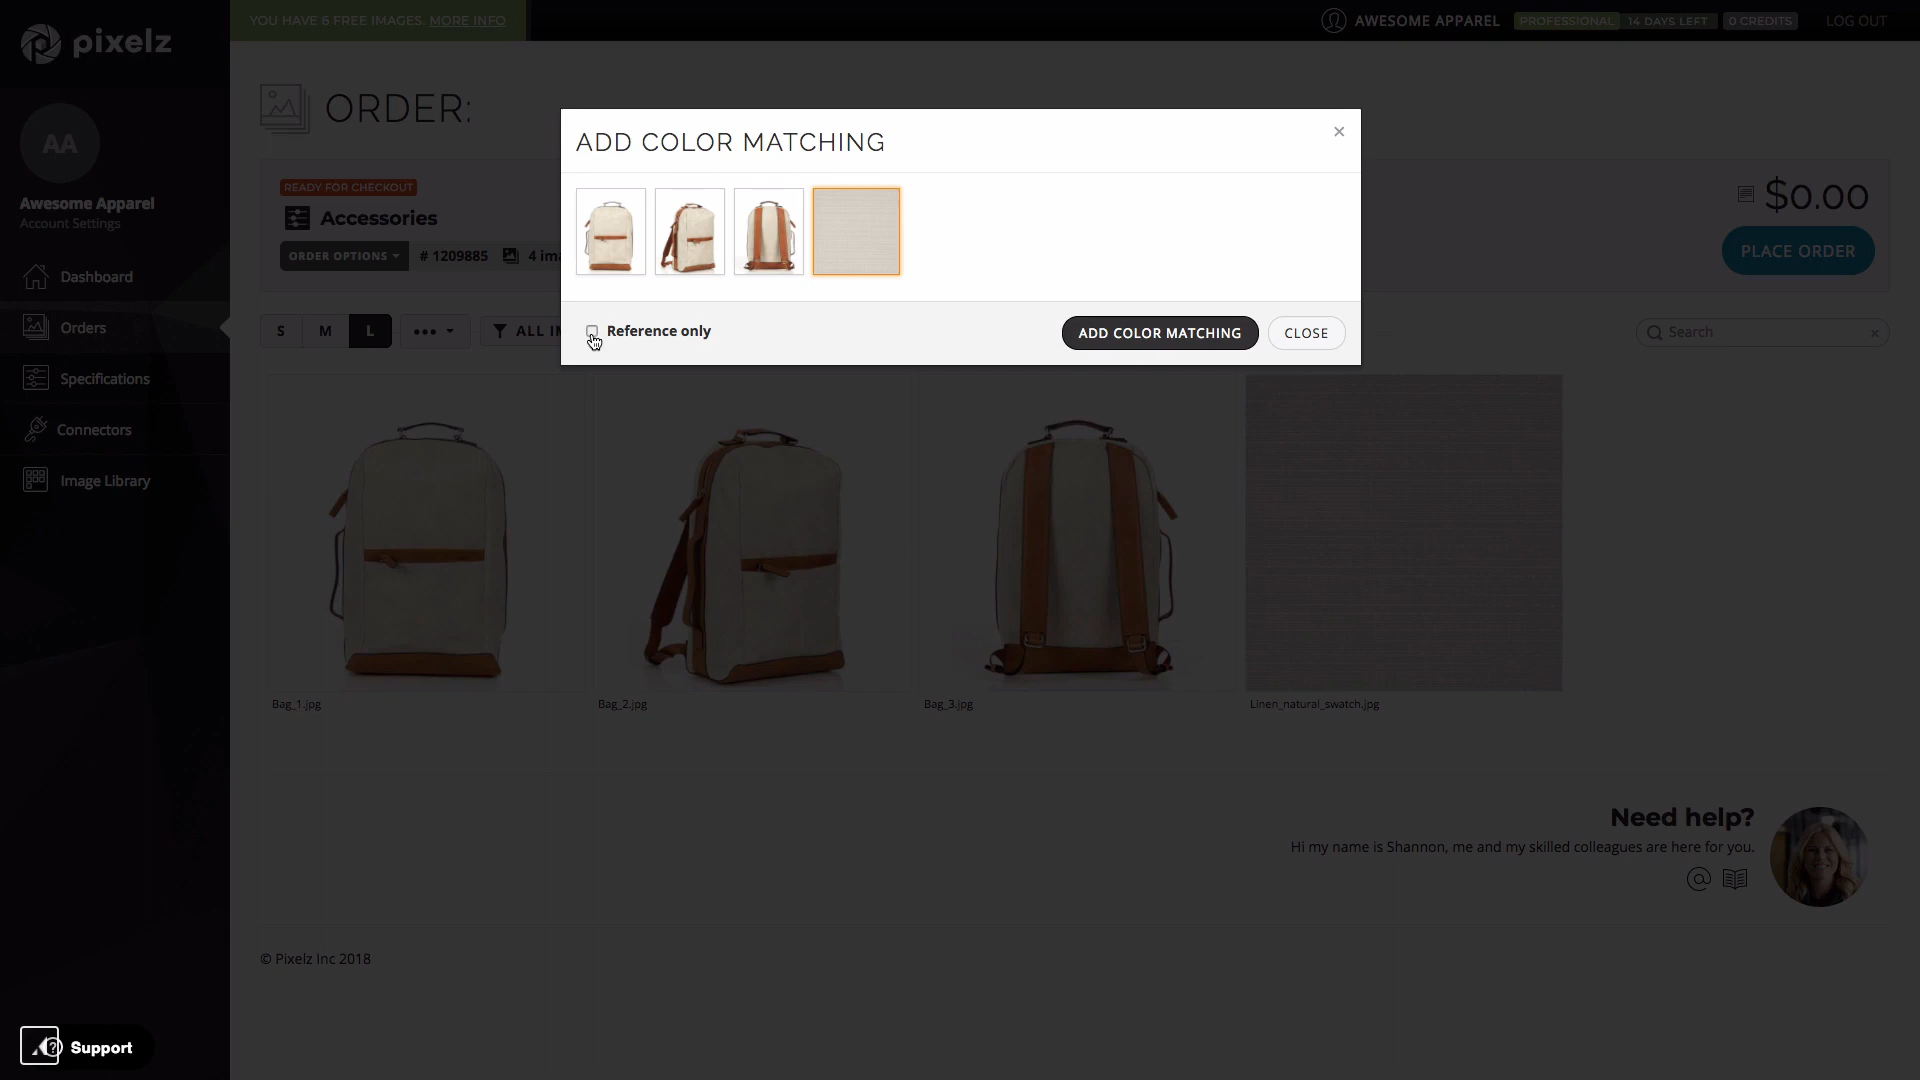 YOU HAVE 6 FREE IMAGES. MORE INFO
AWESOME APPAREL PROFESSIONAL 14 DAYS LEFT 0 CREDITS LOG OUT
pixelz
AA
Awesome Apparel
Account Settings
Dashboard
Orders
Specifications
Connectors
Image Library
ORDER:
READY FOR CHECKOUT
Accessories
ORDER OPTIONS # 1209885 4 ima
$0.00
PLACE ORDER
ADD COLOR MATCHING
×
Reference only
ADD COLOR MATCHING CLOSE
S M L ALL IM
Search ×
Bag_1.jpg
Bag_2.jpg
Bag_3.jpg
Linen_natural_swatch.jpg
Need help?
Hi my name is Shannon, me and my skilled colleagues are here for you.
© Pixelz Inc 2018
Support